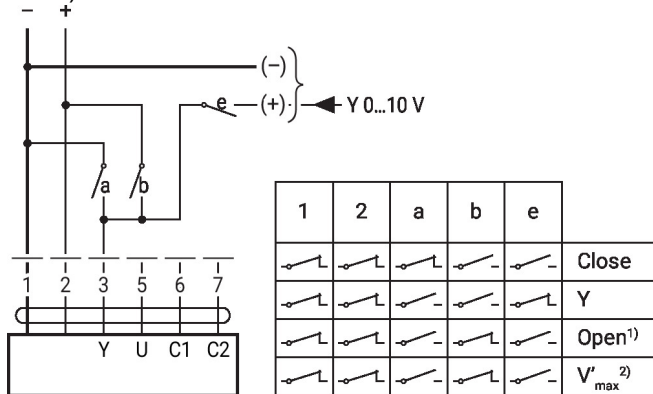 – +
(–)
e (+) Y 0...10 V
a b
1 2 a b e
Close
Y
Open¹⁾
V'max²⁾
1 2 3 5 6 7
Y U C1 C2